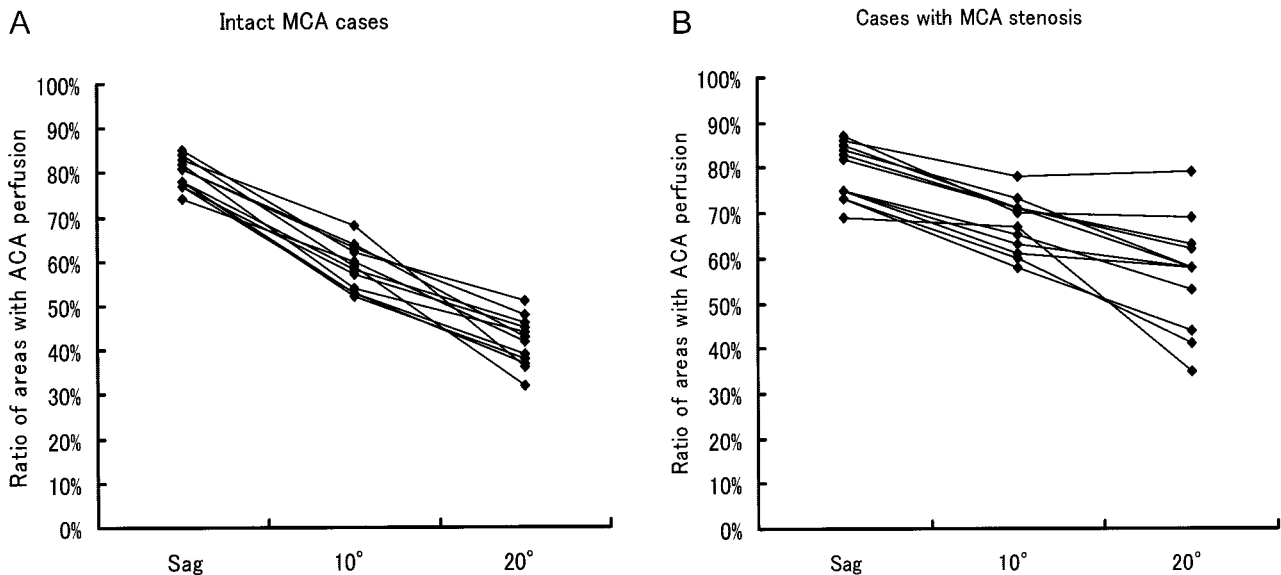 A
Intact MCA cases
Ratio of areas with ACA perfusion
100%
90%
80%
70%
60%
50%
40%
30%
20%
10%
0%
Sag 10° 20°
B
Cases with MCA stenosis
Ratio of areas with ACA perfusion
100%
90%
80%
70%
60%
50%
40%
30%
20%
10%
0%
Sag 10° 20°